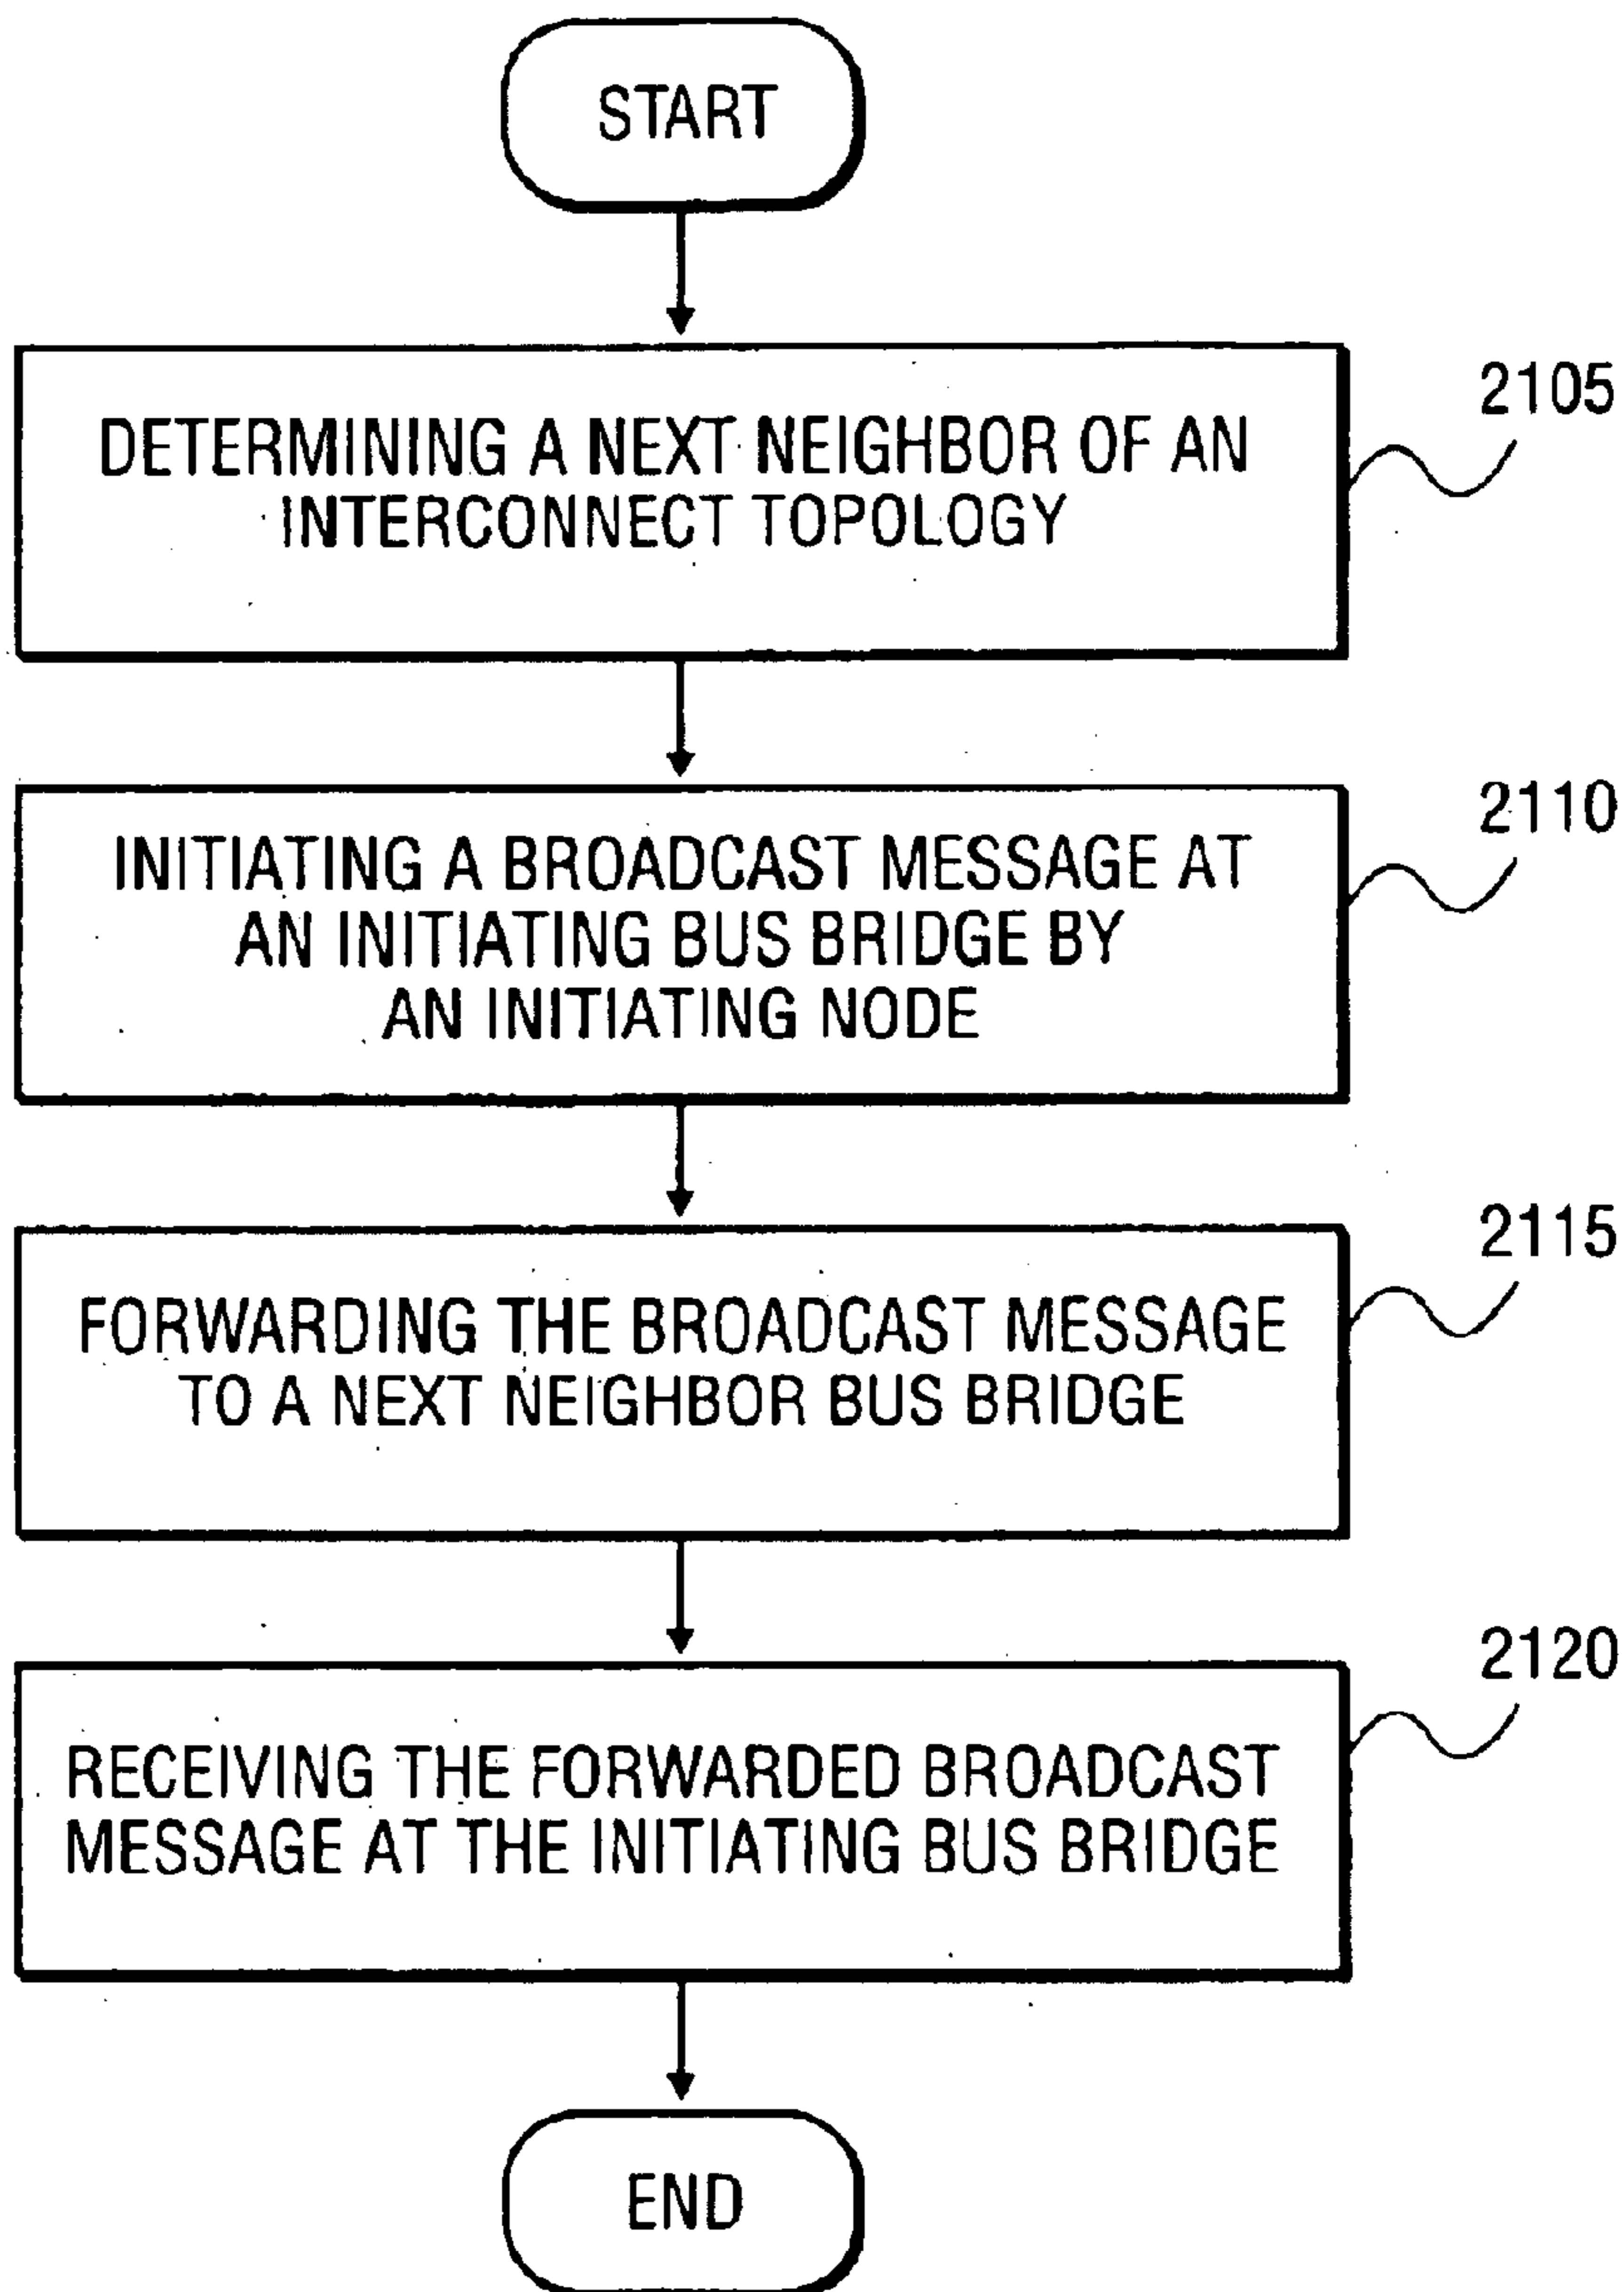 START
2105
DETERMINING A NEXT NEIGHBOR OF AN
INTERCONNECT TOPOLOGY
2110
INITIATING A BROADCAST MESSAGE AT
AN INITIATING BUS BRIDGE BY
AN INITIATING NODE
2115
FORWARDING THE BROADCAST MESSAGE
TO A NEXT NEIGHBOR BUS BRIDGE
2120
RECEIVING THE FORWARDED BROADCAST
MESSAGE AT THE INITIATING BUS BRIDGE
END